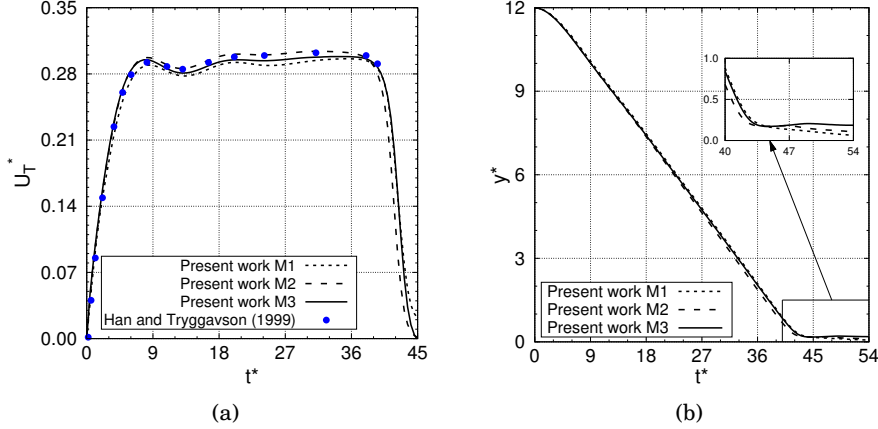 0.35
0.28
0.21
0.14
0.07
0.00
U_T^*
Present work M1
Present work M2
Present work M3
Han and Tryggavson (1999)
0 9 18 27 36 45
t*
(a)
12
9
6
3
0
y*
1.0
0.5
0.0
40 47 54
Present work M1
Present work M2
Present work M3
0 9 18 27 36 45 54
t*
(b)